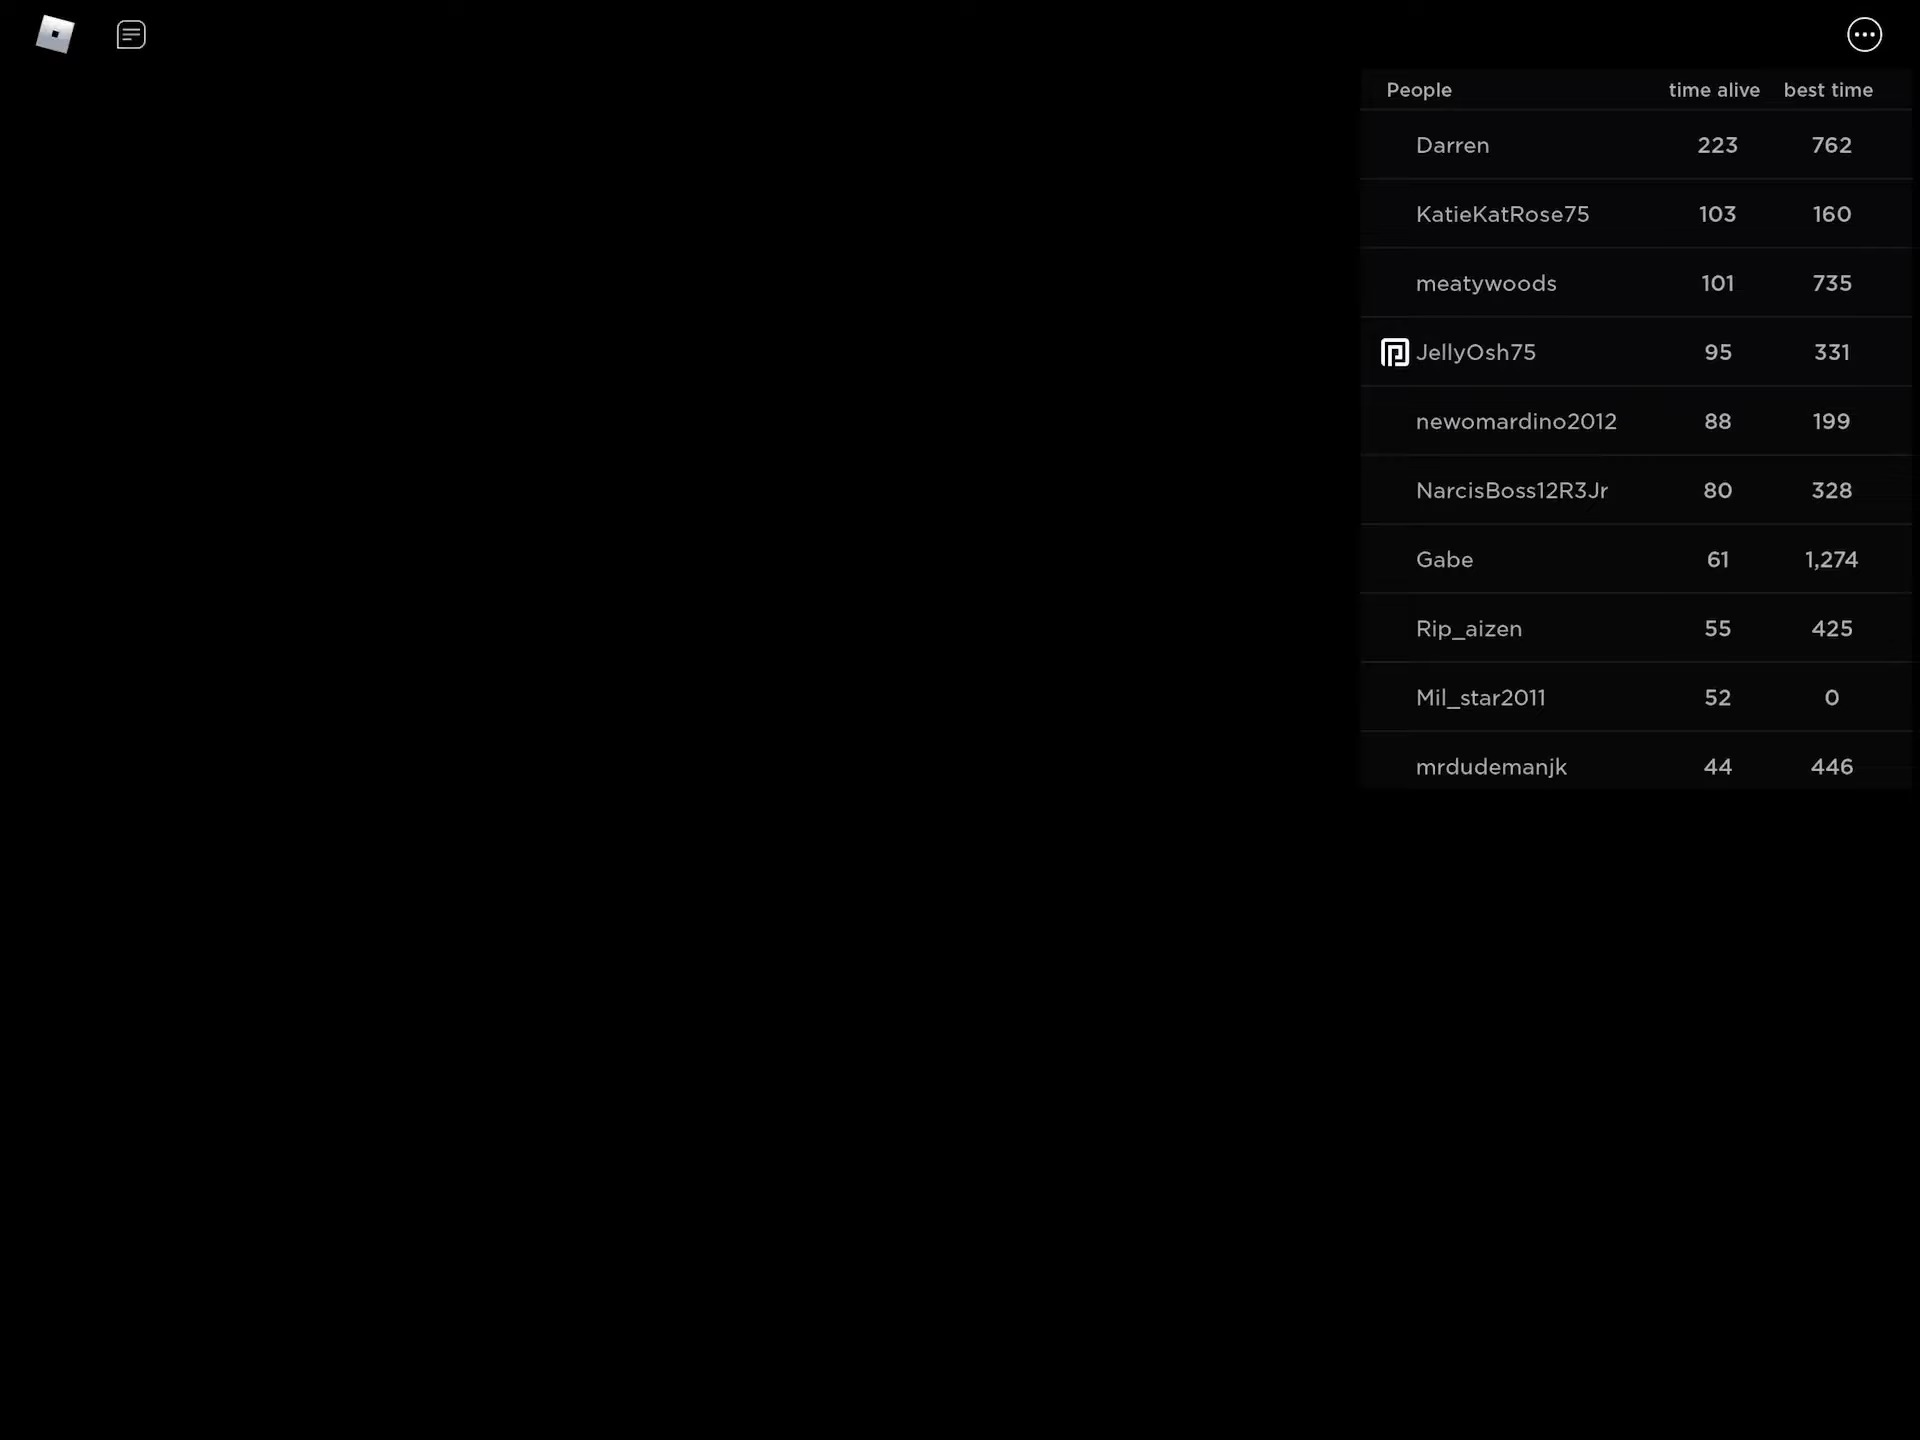 People time alive best time
Darren 223 762
KatieKatRose75 103 160
meatywoods 101 735
JellyOsh75 95 331
newomardino2012 88 199
NarcisBoss12R3Jr 80 328
Gabe 61 1,274
Rip_aizen 55 425
Mil_star2011 52 0
mrdudemanjk 44 446